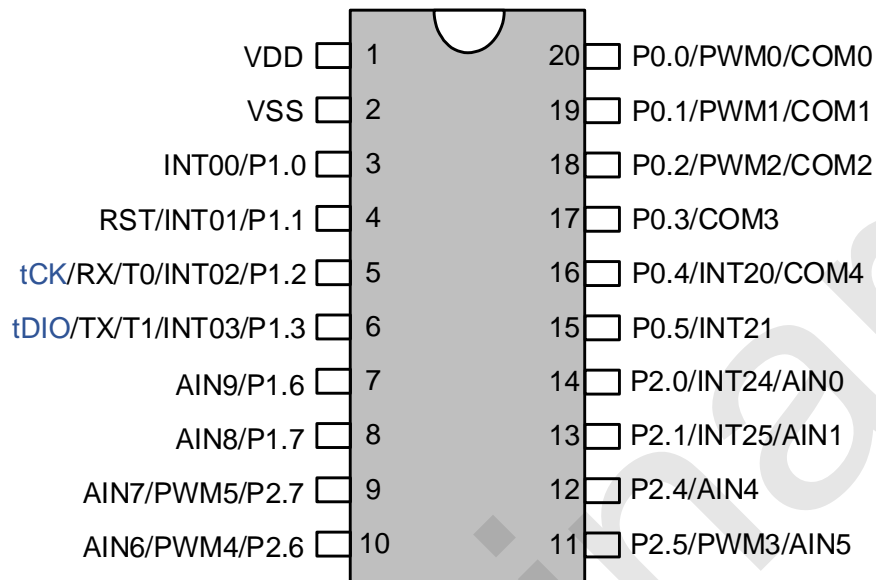 VDD 1 20 P0.0/PWM0/COM0
VSS 2 19 P0.1/PWM1/COM1
INT00/P1.0 3 18 P0.2/PWM2/COM2
RST/INT01/P1.1 4 17 P0.3/COM3
tCK/RX/T0/INT02/P1.2 5 16 P0.4/INT20/COM4
tDIO/TX/T1/INT03/P1.3 6 15 P0.5/INT21
AIN9/P1.6 7 14 P2.0/INT24/AIN0
AIN8/P1.7 8 13 P2.1/INT25/AIN1
AIN7/PWM5/P2.7 9 12 P2.4/AIN4
AIN6/PWM4/P2.6 10 11 P2.5/PWM3/AIN5